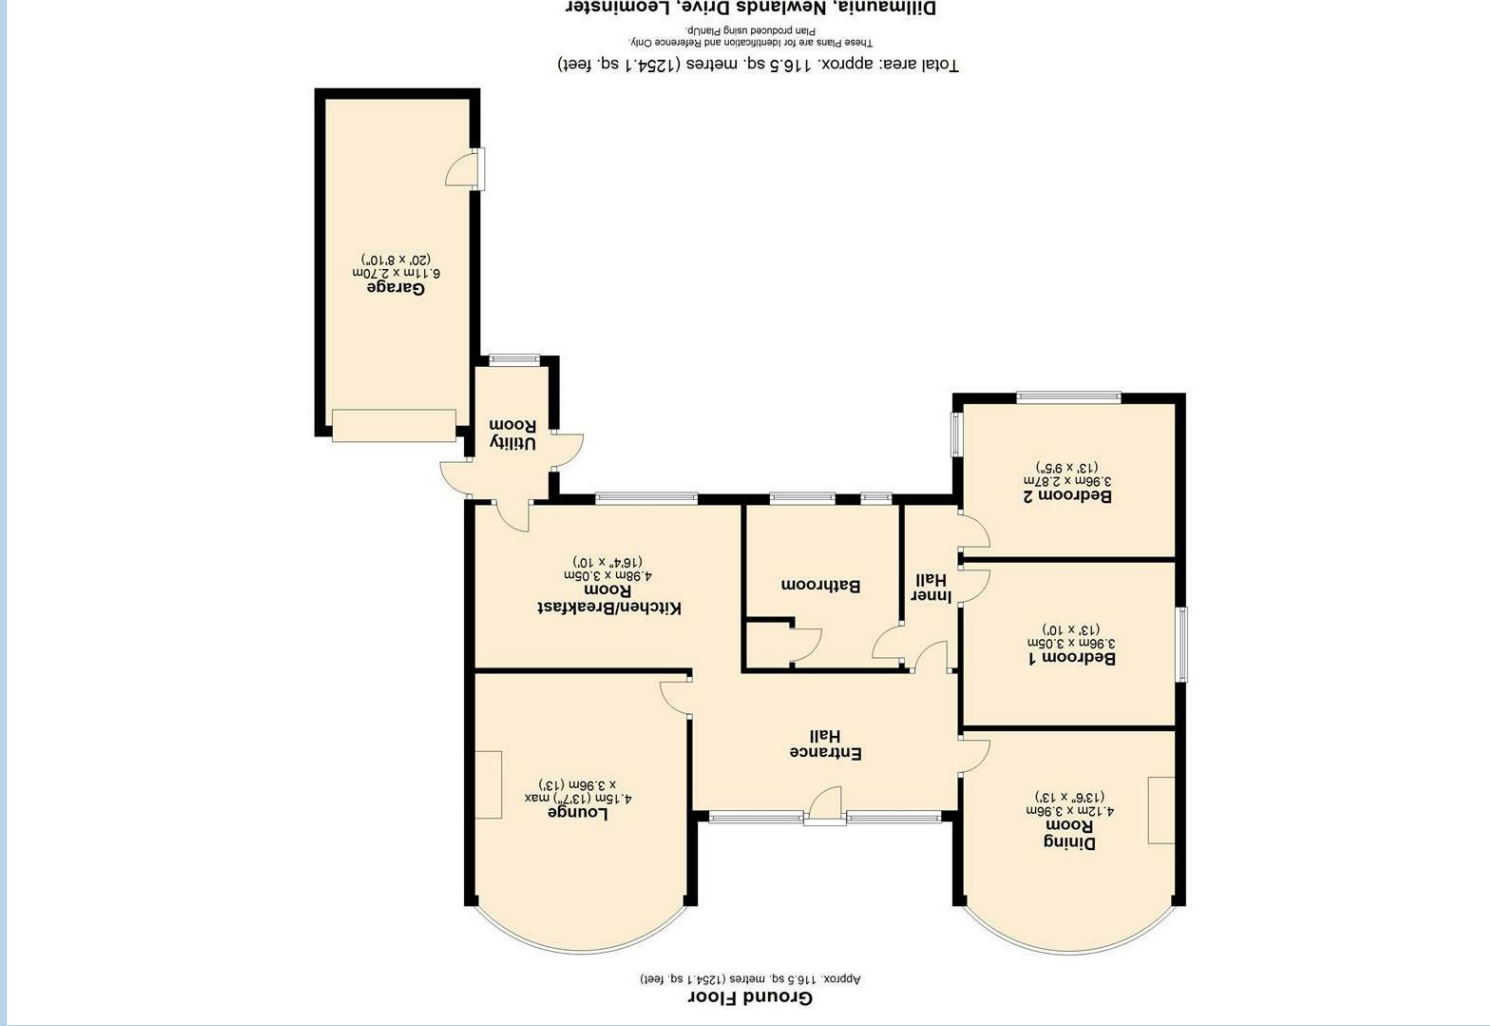 Ground Floor
Approx. 116.5 sq. metres (1254.1 sq. feet)
Dining
Room
4.12m x 3.96m
(13'6" x 13')
Lounge
4.15m (13'7") max
x 3.96m (13')
Entrance
Hall
Bedroom 1
3.96m x 3.05m
(13' x 10')
Inner
Hall
Bathroom
Kitchen/Breakfast
Room
4.98m x 3.05m
(16'4" x 10')
Bedroom 2
3.96m x 2.87m
(13' x 9'5")
Utility
Room
Garage
6.11m x 2.70m
(20' x 8'10")
Total area: approx. 116.5 sq. metres (1254.1 sq. feet)
These Plans are for Identification and Reference Only.
Plan produced using PlanUp.
Dillmaunia, Newlands Drive, Leominster